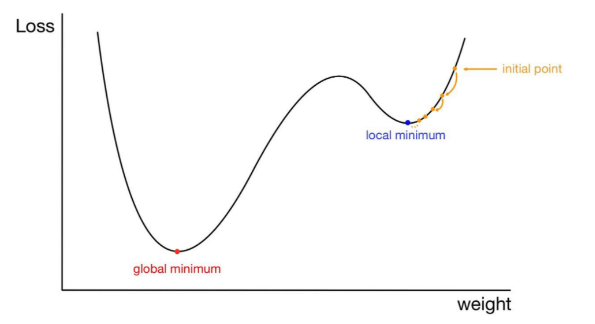 Loss
initial point
local minimum
global minimum
weight